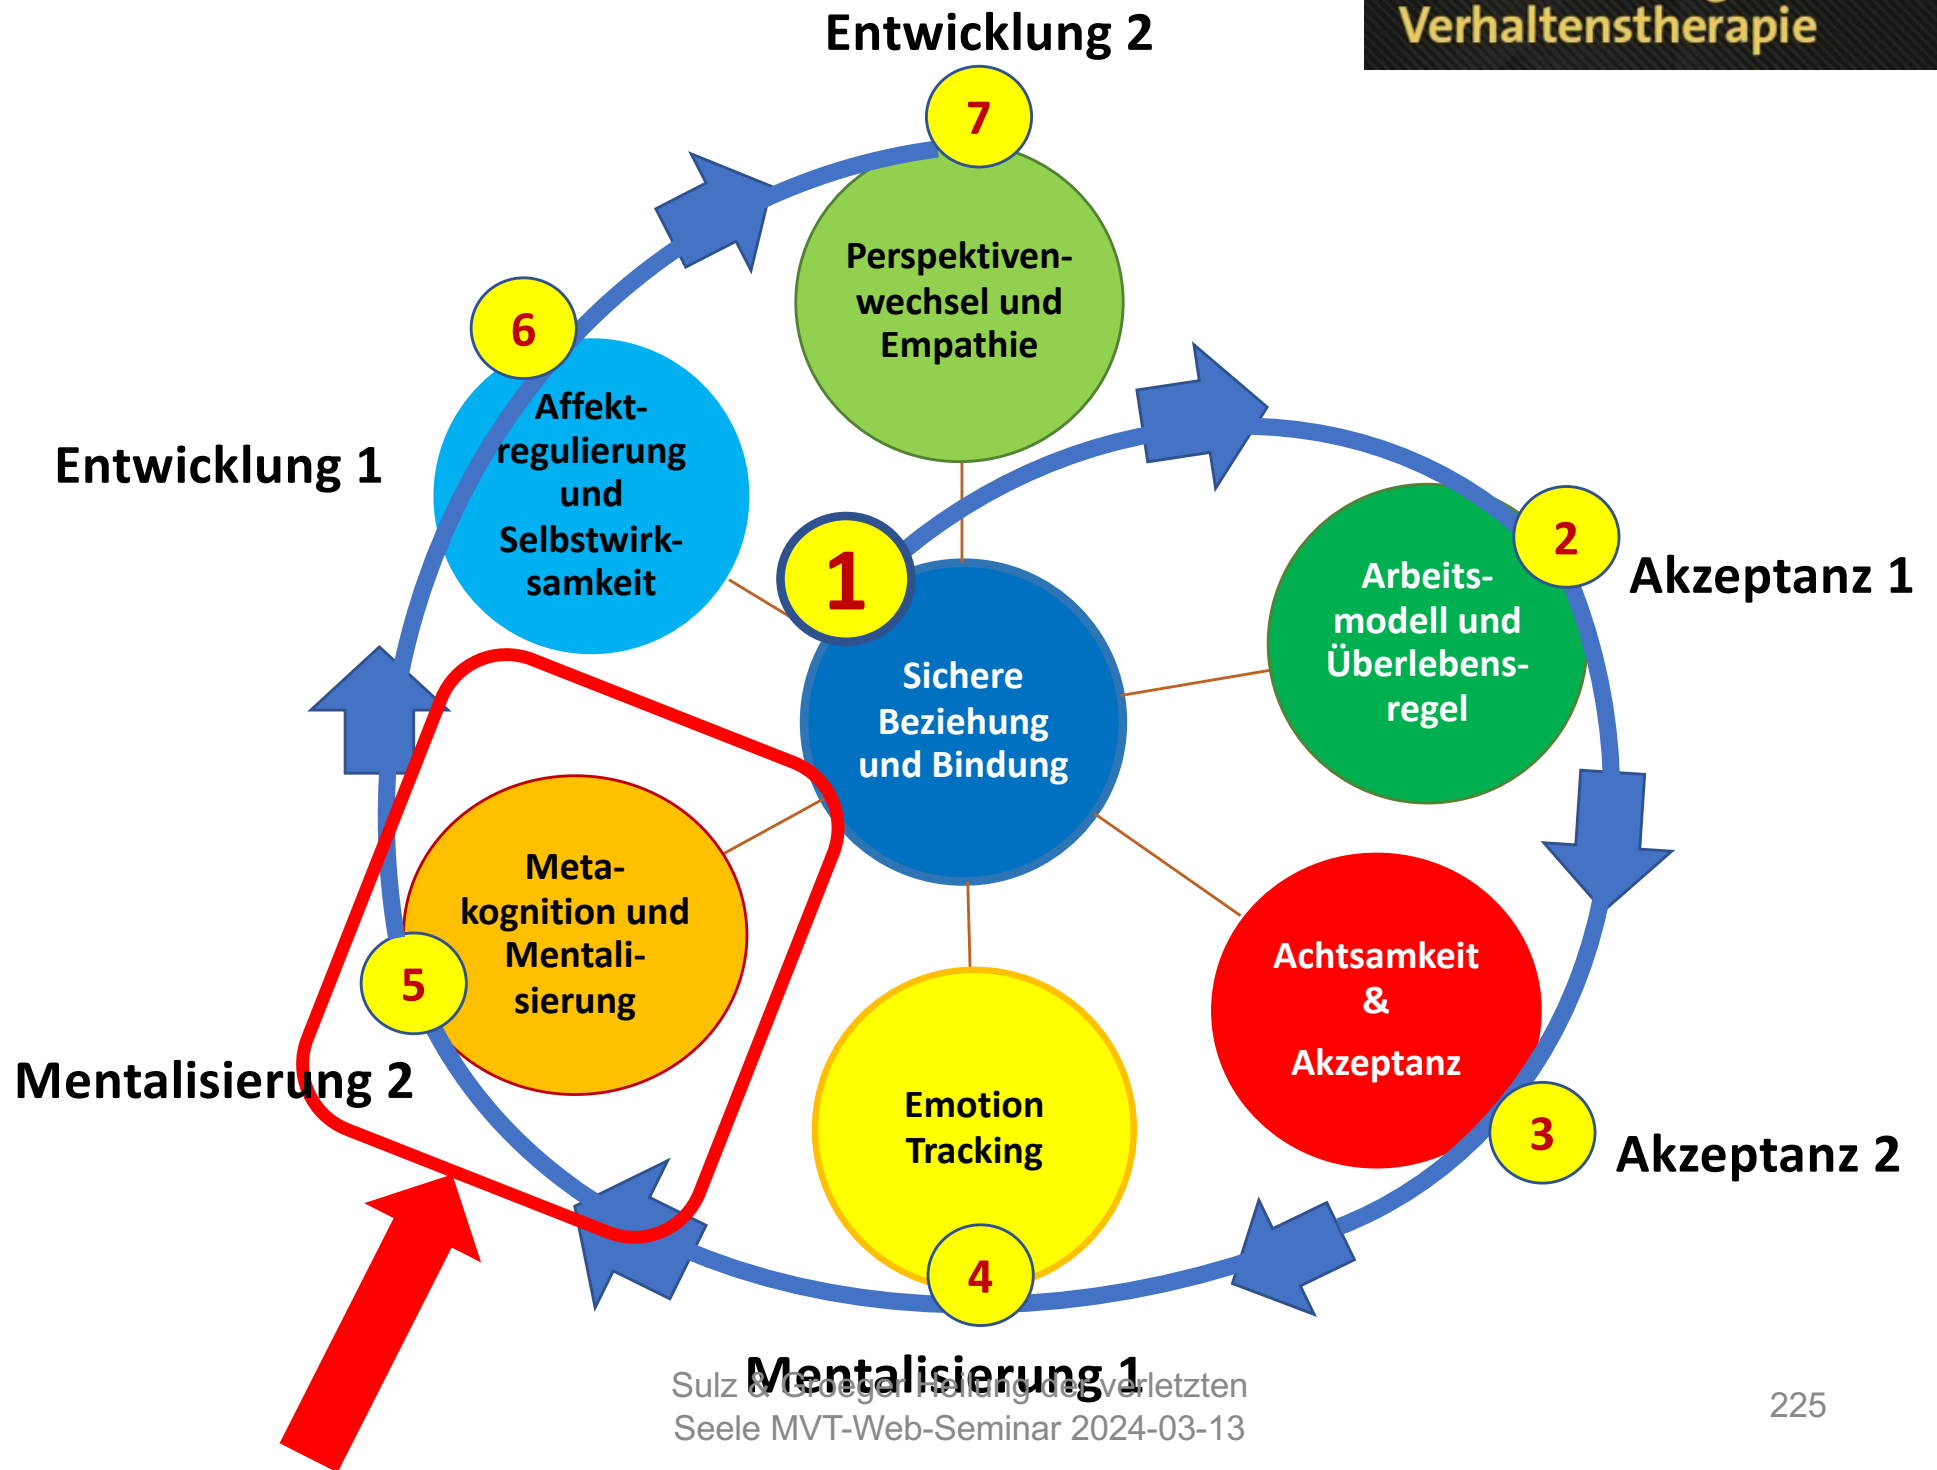 Verhaltenstherapie
Entwicklung 2
7
Perspektiven-
wechsel und
Empathie
6
Affekt-
regulierung
und
Selbstwirk-
samkeit
Entwicklung 1
1
Sichere
Beziehung
und Bindung
2
Akzeptanz 1
Arbeits-
modell und
Überlebens-
regel
Meta-
kognition und
Mentali-
sierung
5
Mentalisierung 2
Achtsamkeit
&
Akzeptanz
3
Akzeptanz 2
Emotion
Tracking
4
Mentalisierung 1
Sulz & Groeger Heilung der verletzten
Seele MVT-Web-Seminar 2024-03-13
225